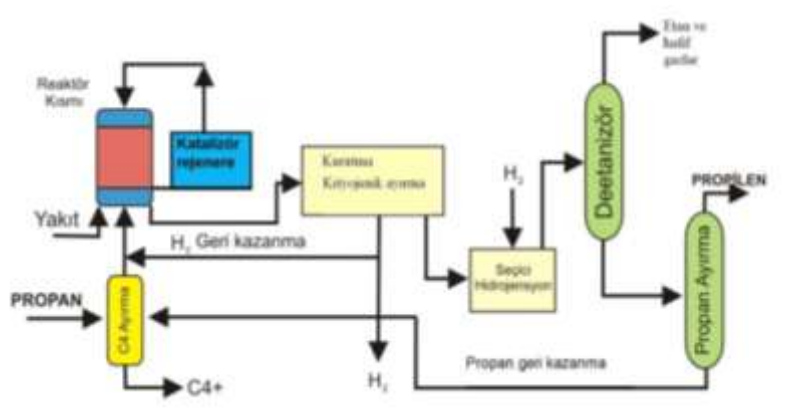 Etan ve
hafif
gazlar
Reaktör
Kısmı
Katalizör
rejenere
Kurutma
Kriyojenik ayırma
H₂
Deetanizör
PROPİLEN
Yakıt
H₂ Geri kazanma
Seçici
Hidrojensyon
Propan Ayırma
PROPAN
C4 Ayırma
Propan geri kazanma
H₂
C4+